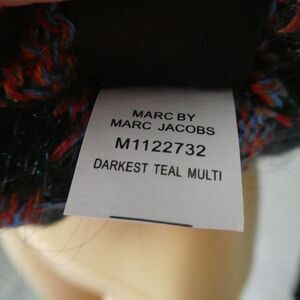 MARC BY
MARC JACOBS
M1122732
DARKEST TEAL MULTI